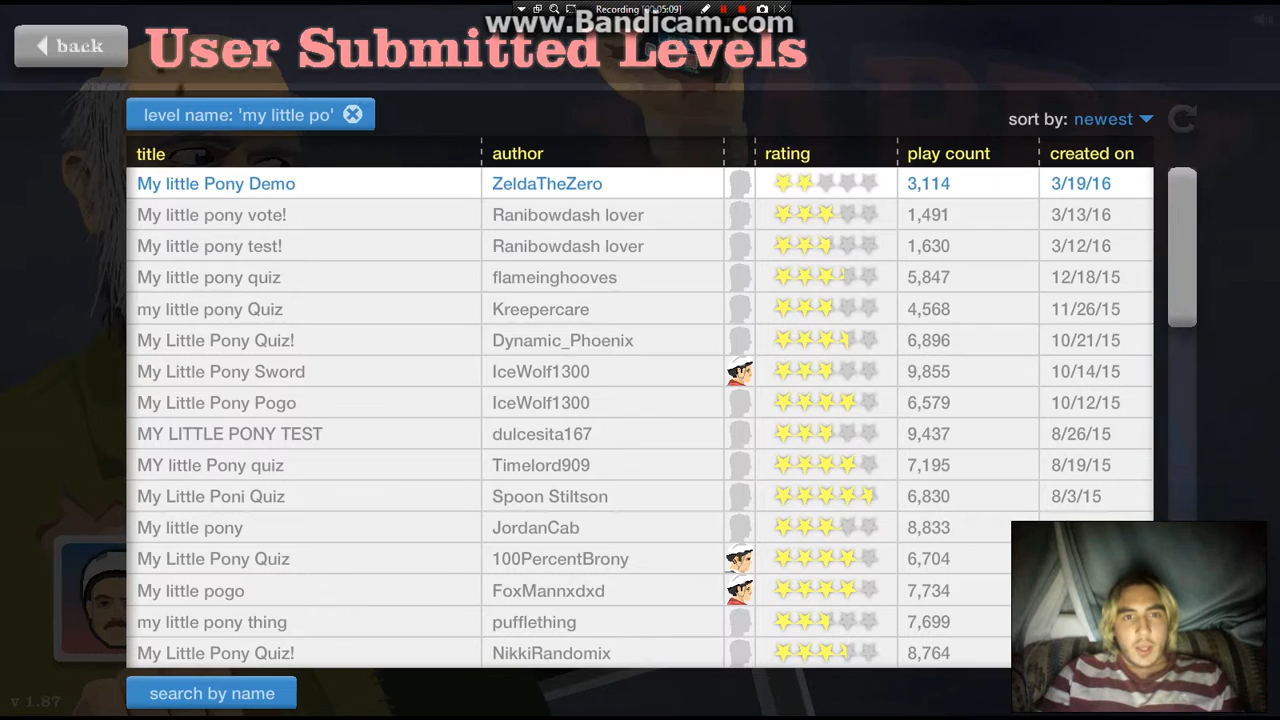 Recording [00:05:09]
www.Bandicam.com
back
User Submitted Levels
level name: 'my little po'
sort by: newest
title author rating play count created on
My little Pony Demo ZeldaTheZero 3,114 3/19/16
My little pony vote! Ranibowdash lover 1,491 3/13/16
My little pony test! Ranibowdash lover 1,630 3/12/16
My little pony quiz flameinghooves 5,847 12/18/15
my little pony Quiz Kreepercare 4,568 11/26/15
My Little Pony Quiz! Dynamic_Phoenix 6,896 10/21/15
My Little Pony Sword IceWolf1300 9,855 10/14/15
My Little Pony Pogo IceWolf1300 6,579 10/12/15
MY LITTLE PONY TEST dulcesita167 9,437 8/26/15
MY little Pony quiz Timelord909 7,195 8/19/15
My Little Poni Quiz Spoon Stiltson 6,830 8/3/15
My little pony JordanCab 8,833
My Little Pony Quiz 100PercentBrony 6,704
My little pogo FoxMannxdxd 7,734
my little pony thing pufflething 7,699
My Little Pony Quiz! NikkiRandomix 8,764
search by name
v 1.87